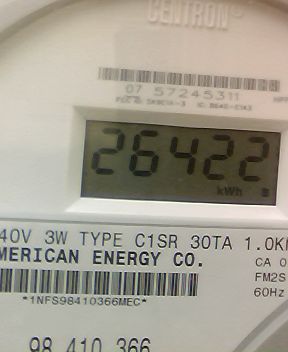 CENTRON®
07 57245311
26422
kWh
40V 3W TYPE C1SR 30TA 1.0K
MERICAN ENERGY CO.
CA 0
FM2S
60Hz
*1NFS98410366MEC*
98 410 366